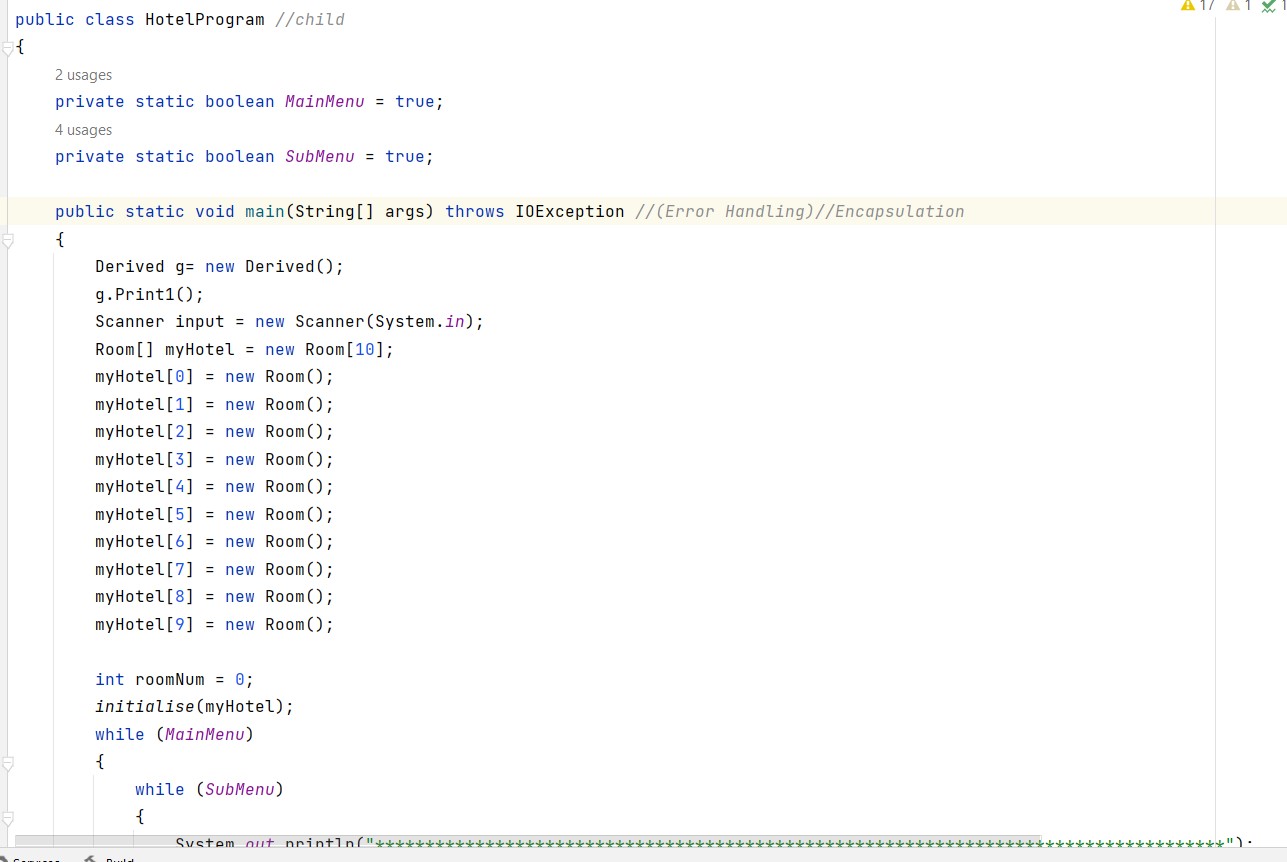 public class HotelProgram //child
17 1 1
{
2 usages
private static boolean MainMenu = true;
4 usages
private static boolean SubMenu = true;
public static void main(String[] args) throws IOException //(Error Handling)//Encapsulation
{
Derived g= new Derived();
g.Print1();
Scanner input = new Scanner(System.in);
Room[] myHotel = new Room[10];
myHotel[0] = new Room();
myHotel[1] = new Room();
myHotel[2] = new Room();
myHotel[3] = new Room();
myHotel[4] = new Room();
myHotel[5] = new Room();
myHotel[6] = new Room();
myHotel[7] = new Room();
myHotel[8] = new Room();
myHotel[9] = new Room();
int roomNum = 0;
initialise(myHotel);
while (MainMenu)
{
while (SubMenu)
{
System.out.println("*************************************************************************************");
Services Build